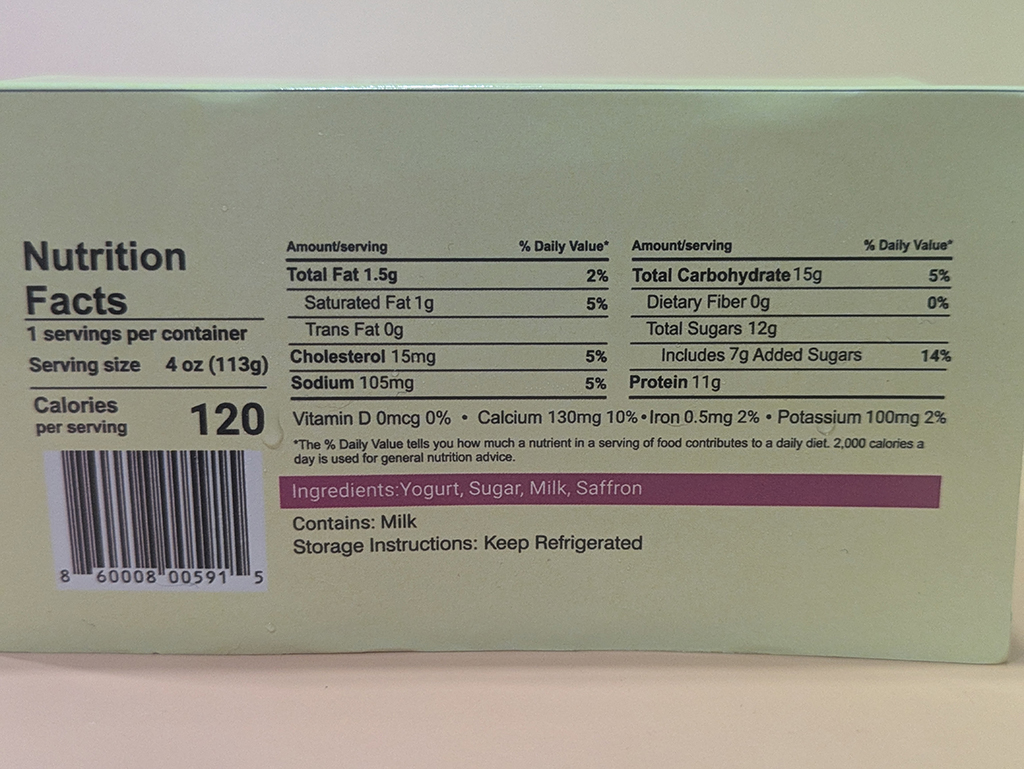 Nutrition
Facts
1 servings per container
Serving size 4 oz (113g)
Calories
per serving 120
Amount/serving % Daily Value*
Total Fat 1.5g 2%
Saturated Fat 1g 5%
Trans Fat 0g
Cholesterol 15mg 5%
Sodium 105mg 5%
Amount/serving % Daily Value*
Total Carbohydrate 15g 5%
Dietary Fiber 0g 0%
Total Sugars 12g
Includes 7g Added Sugars 14%
Protein 11g
Vitamin D 0mcg 0% • Calcium 130mg 10% • Iron 0.5mg 2% • Potassium 100mg 2%
*The % Daily Value tells you how much a nutrient in a serving of food contributes to a daily diet. 2,000 calories a
day is used for general nutrition advice.
Ingredients:Yogurt, Sugar, Milk, Saffron
Contains: Milk
Storage Instructions: Keep Refrigerated
8 60008 00591 5